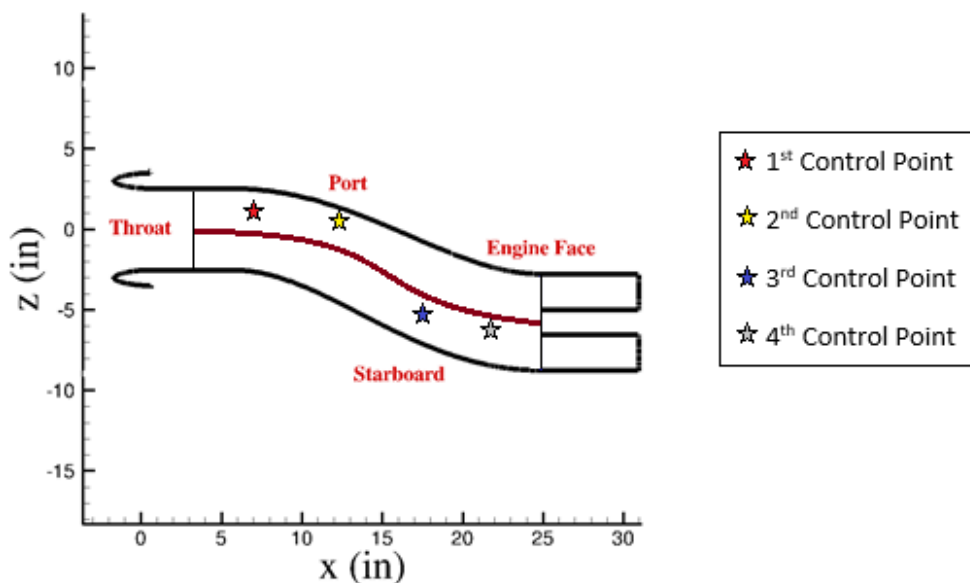 10
5
0
-5
-10
-15
z (in)
0
5
10
15
20
25
30
x (in)
Throat
Port
Engine Face
Starboard
1st Control Point
2nd Control Point
3rd Control Point
4th Control Point